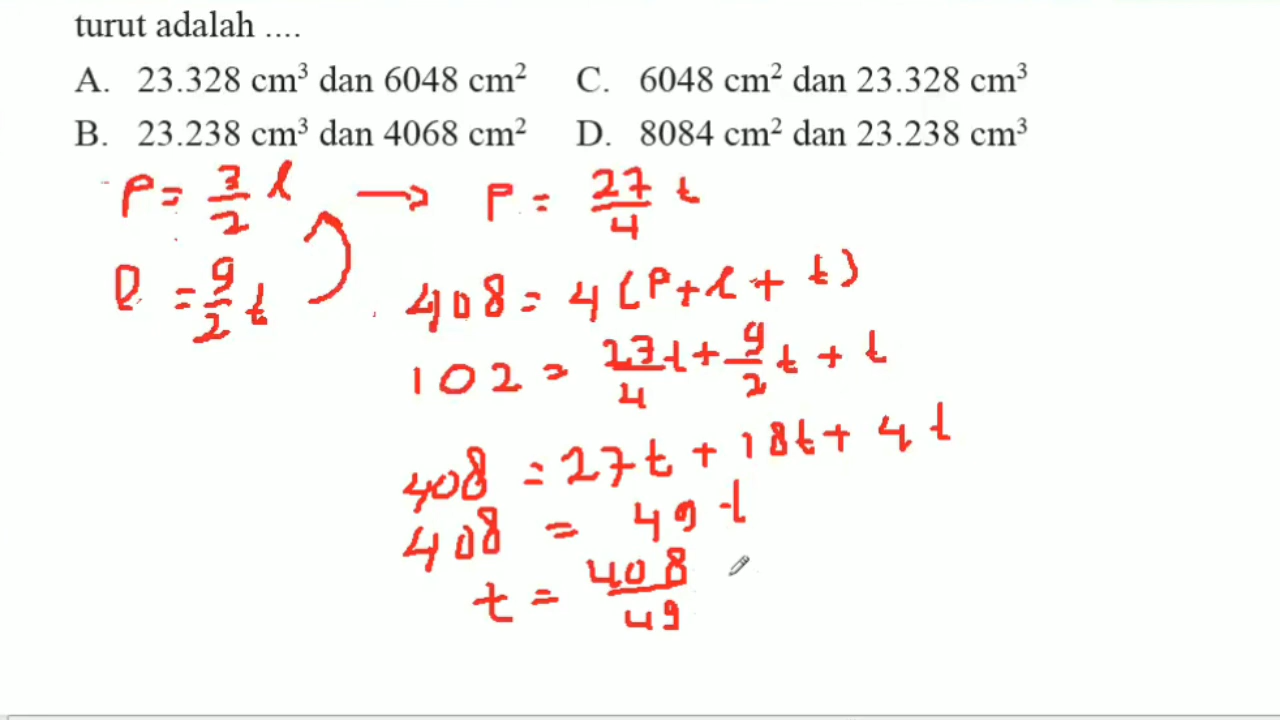 turut adalah ....
A. 23.328 cm³ dan 6048 cm² C. 6048 cm² dan 23.328 cm³
B. 23.238 cm³ dan 4068 cm² D. 8084 cm² dan 23.238 cm³
P = 3/2 l → P = 27/4 t
l = 9/2 t
408 = 4 (P + l + t)
102 = 27/4 t + 9/2 t + t
408 = 27t + 18t + 4t
408 = 49 t
t = 408/49